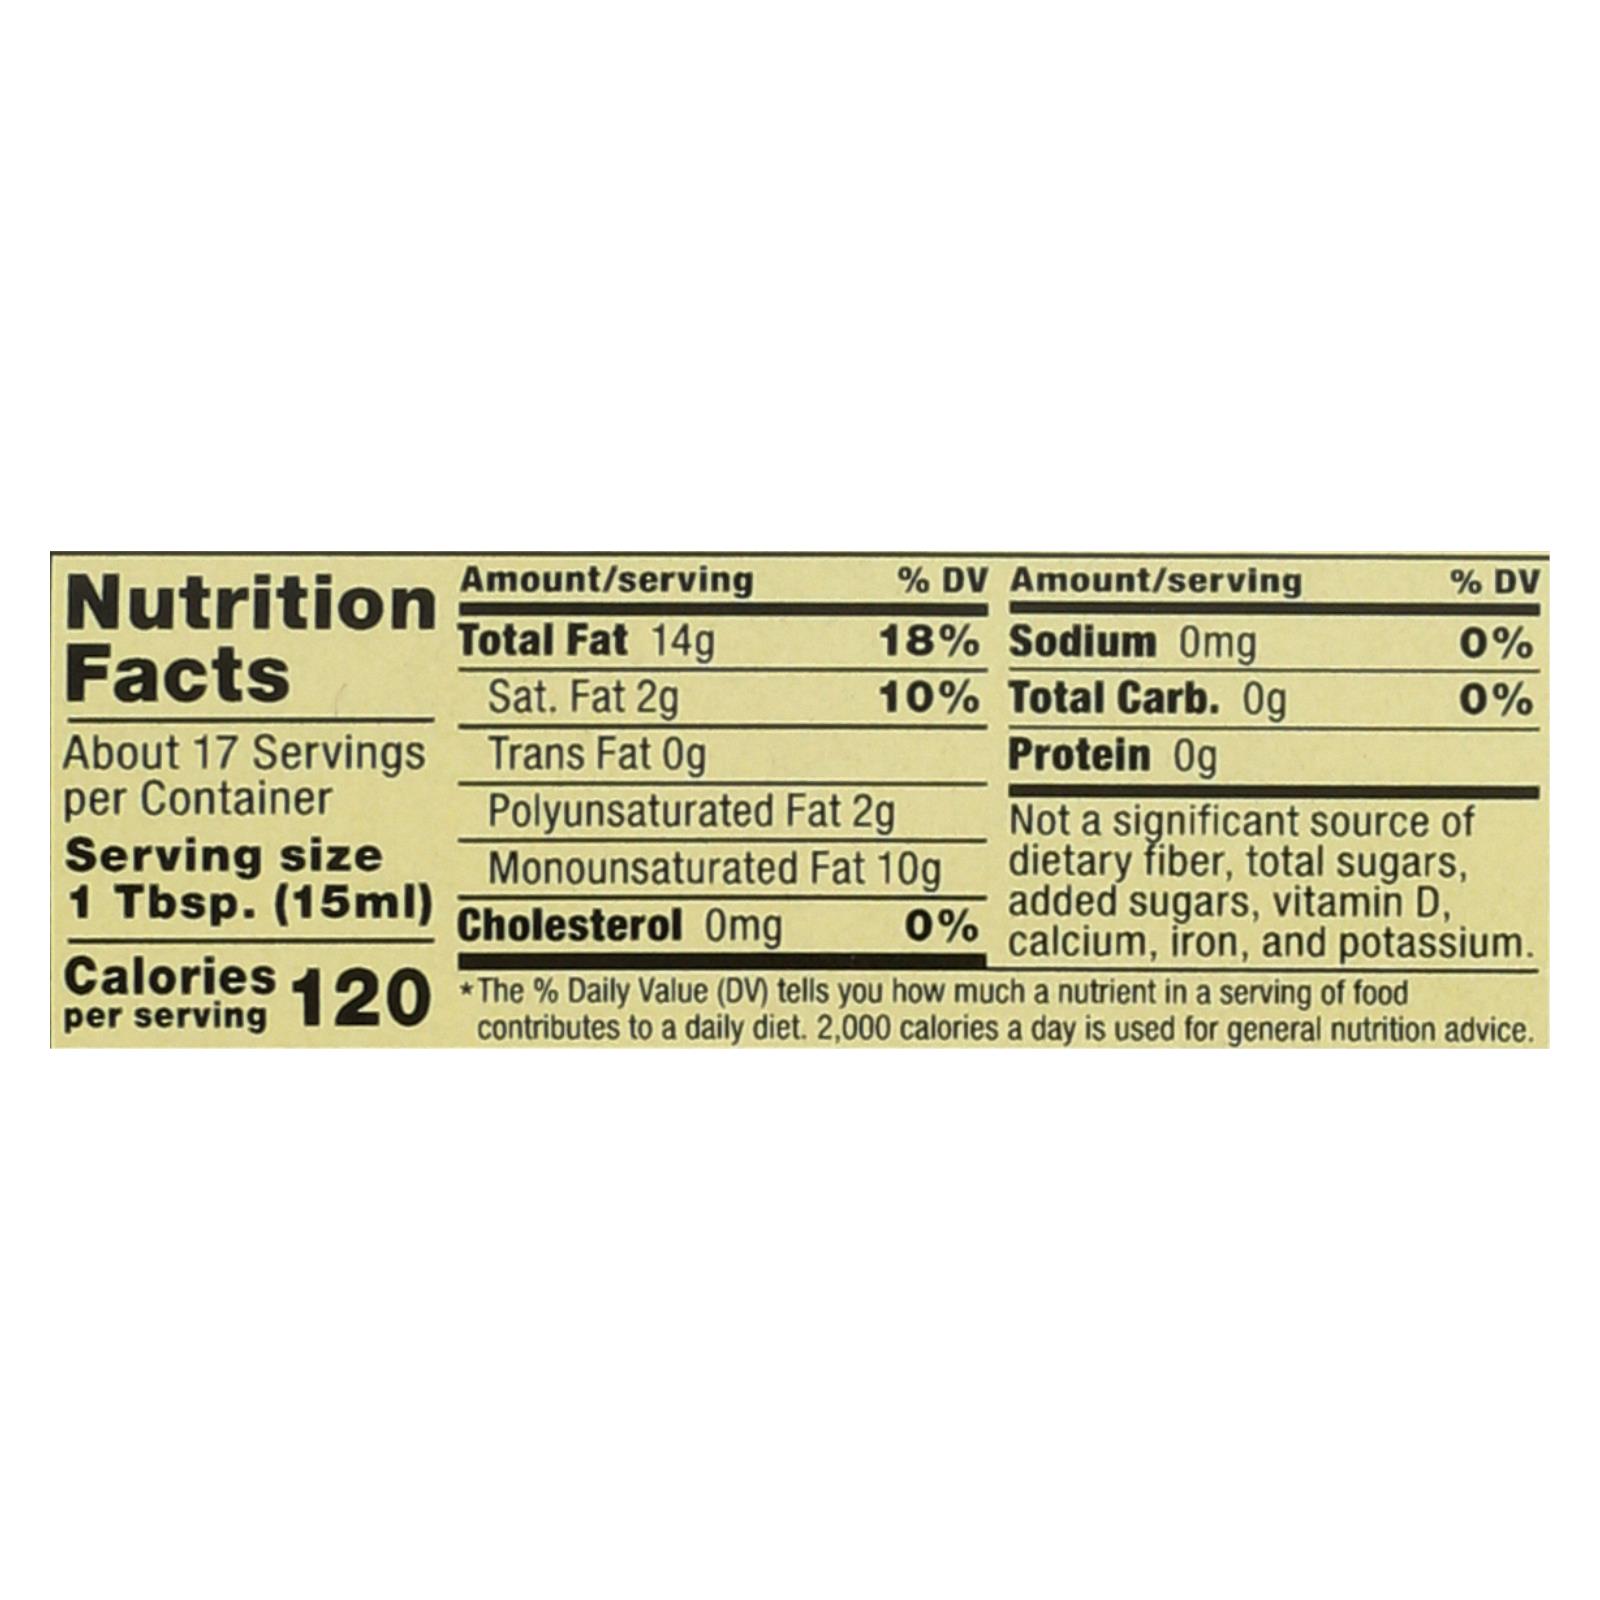 Nutrition
Facts
About 17 Servings
per Container
Serving size
1 Tbsp. (15ml)
Calories
per serving 120
Amount/serving % DV
Total Fat 14g 18%
Sat. Fat 2g 10%
Trans Fat 0g
Polyunsaturated Fat 2g
Monounsaturated Fat 10g
Cholesterol 0mg 0%
Amount/serving % DV
Sodium 0mg 0%
Total Carb. 0g 0%
Protein 0g
Not a significant source of
dietary fiber, total sugars,
added sugars, vitamin D,
calcium, iron, and potassium.
*The % Daily Value (DV) tells you how much a nutrient in a serving of food
contributes to a daily diet. 2,000 calories a day is used for general nutrition advice.